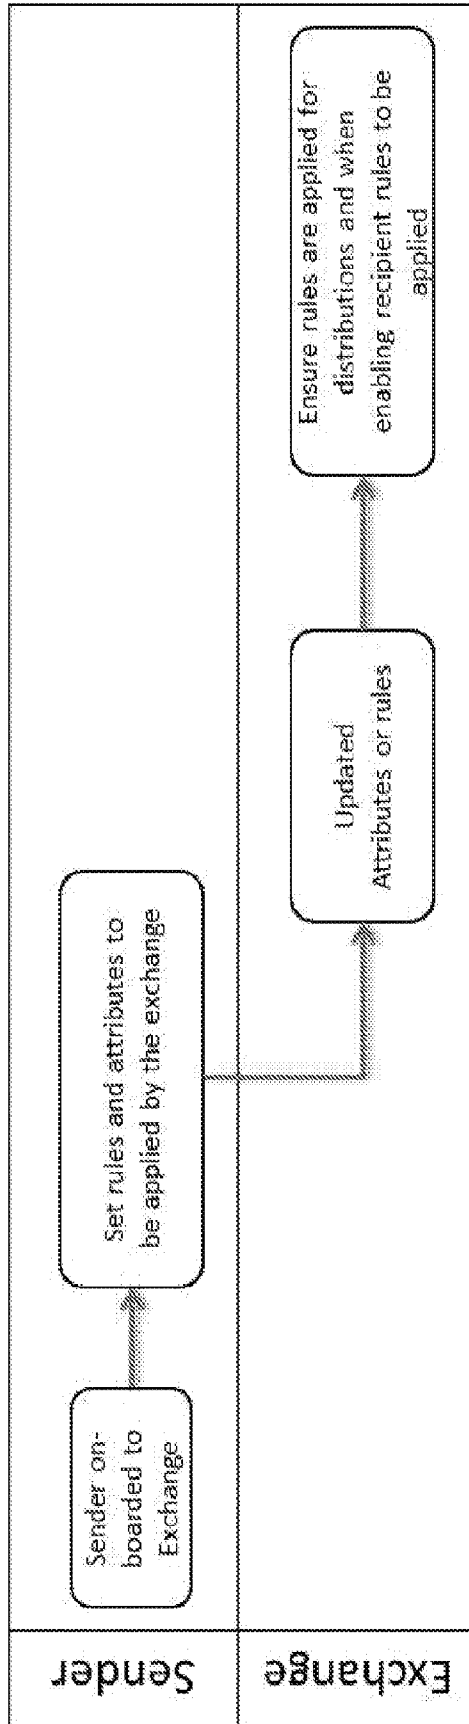 Sender
Sender on-
boarded to
Exchange
Set rules and attributes to
be applied by the exchange
Exchange
Updated
Attributes or rules
Ensure rules are applied for
distributions and when
enabling recipient rules to be
applied